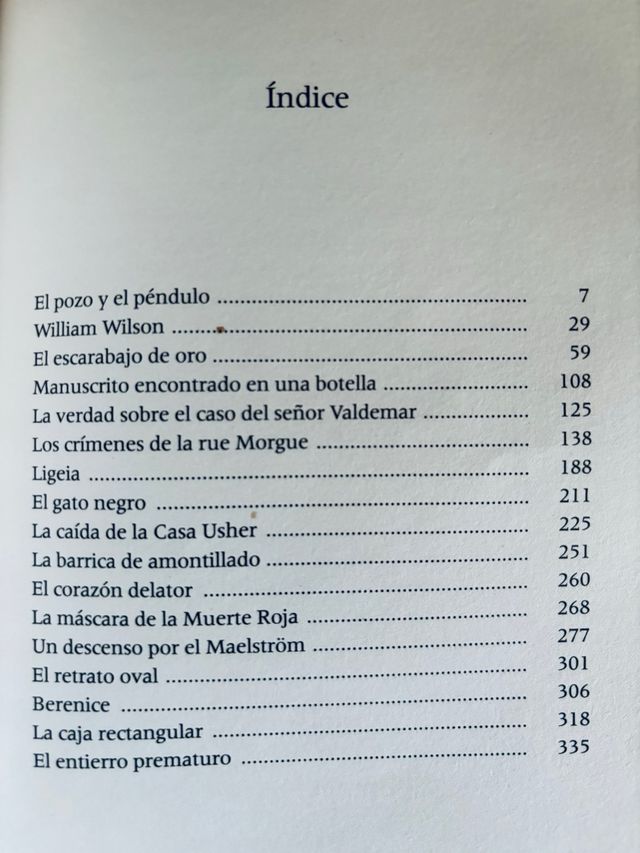 Índice
El pozo y el péndulo ........................................................ 7
William Wilson ................................................................ 29
El escarabajo de oro ........................................................ 59
Manuscrito encontrado en una botella .......................... 108
La verdad sobre el caso del señor Valdemar ................... 125
Los crímenes de la rue Morgue ...................................... 138
Ligeia .............................................................................. 188
El gato negro .................................................................. 211
La caída de la Casa Usher ............................................... 225
La barrica de amontillado ............................................... 251
El corazón delator .......................................................... 260
La máscara de la Muerte Roja ........................................ 268
Un descenso por el Maelström ....................................... 277
El retrato oval ................................................................. 301
Berenice ......................................................................... 306
La caja rectangular ......................................................... 318
El entierro prematuro .................................................... 335